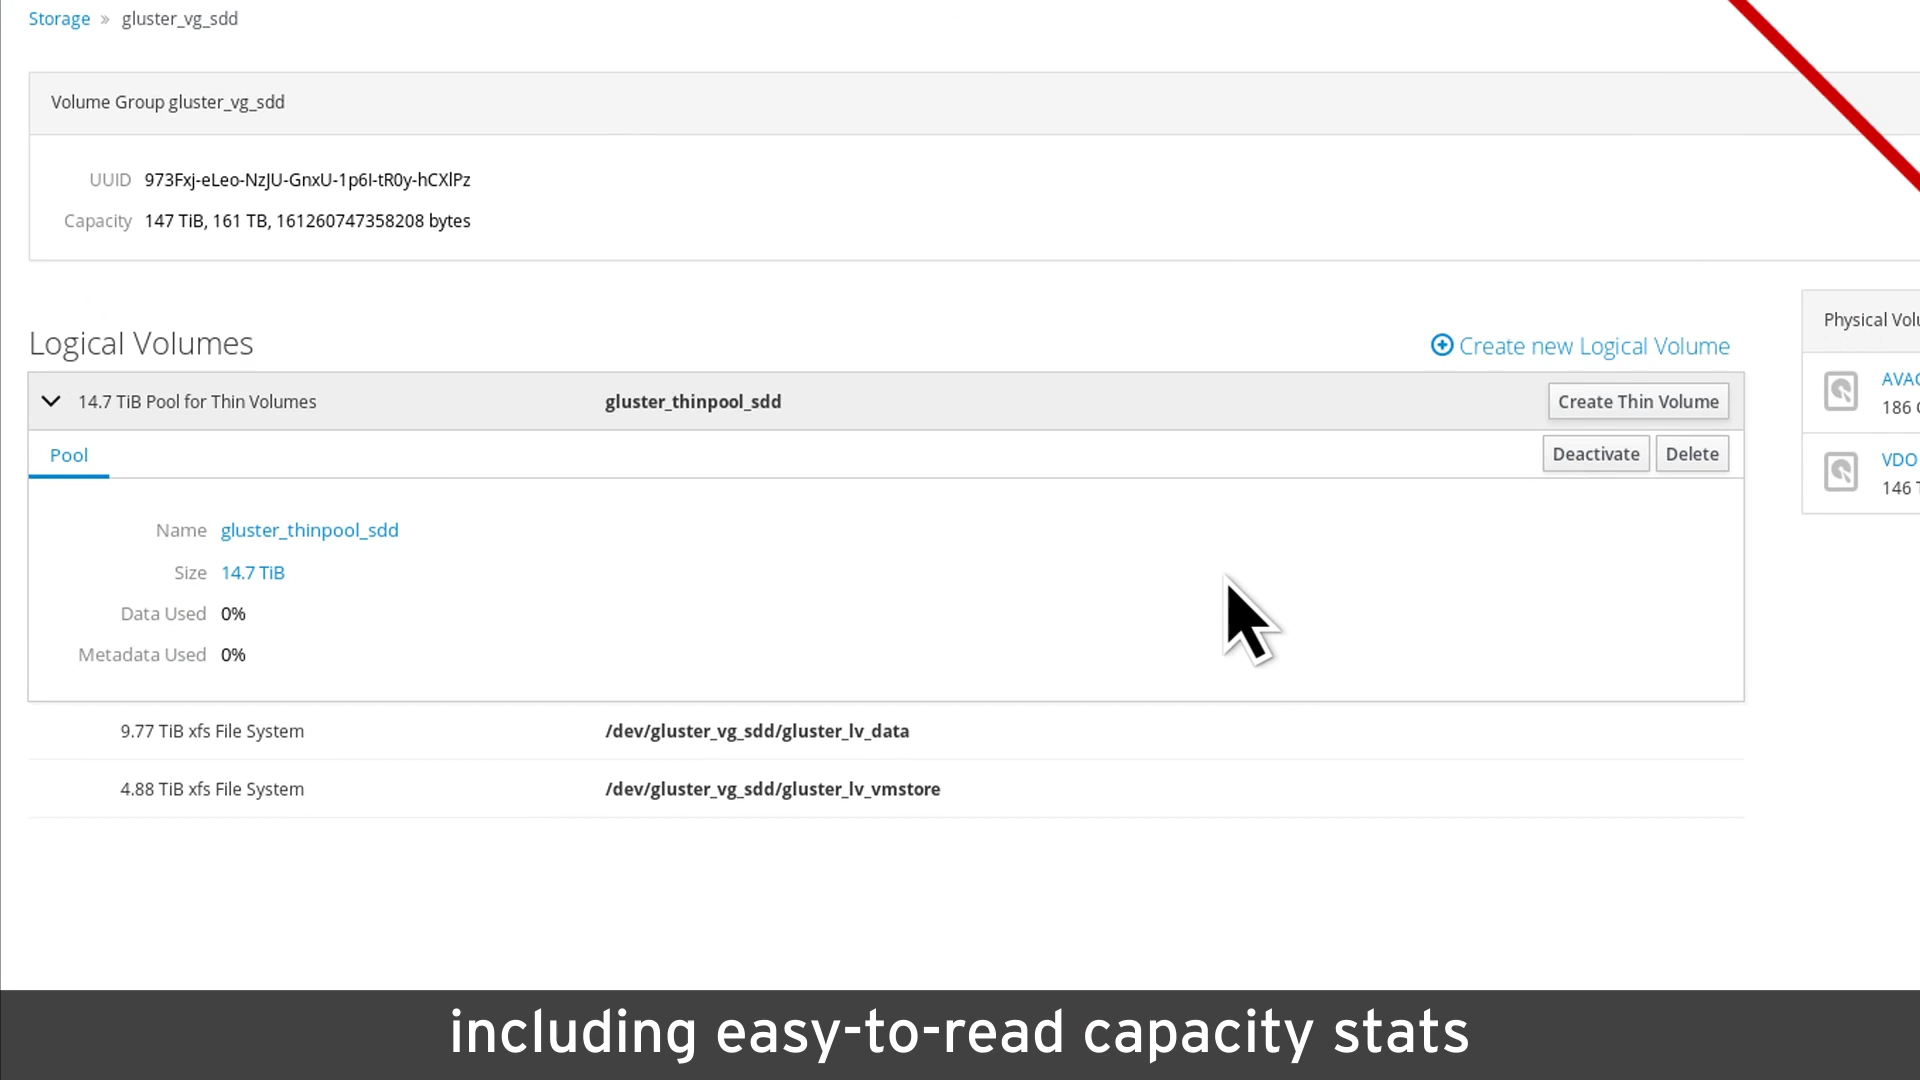 Storage » gluster_vg_sdd
Volume Group gluster_vg_sdd
UUID 973Fxj-eLeo-NzJU-GnxU-1p6I-tR0y-hCXlPz
Capacity 147 TiB, 161 TB, 161260747358208 bytes
Logical Volumes
Create new Logical Volume
14.7 TiB Pool for Thin Volumes gluster_thinpool_sdd Create Thin Volume
Pool Deactivate Delete
Name gluster_thinpool_sdd
Size 14.7 TiB
Data Used 0%
Metadata Used 0%
9.77 TiB xfs File System /dev/gluster_vg_sdd/gluster_lv_data
4.88 TiB xfs File System /dev/gluster_vg_sdd/gluster_lv_vmstore
Physical
186
VDO
146
including easy-to-read capacity stats